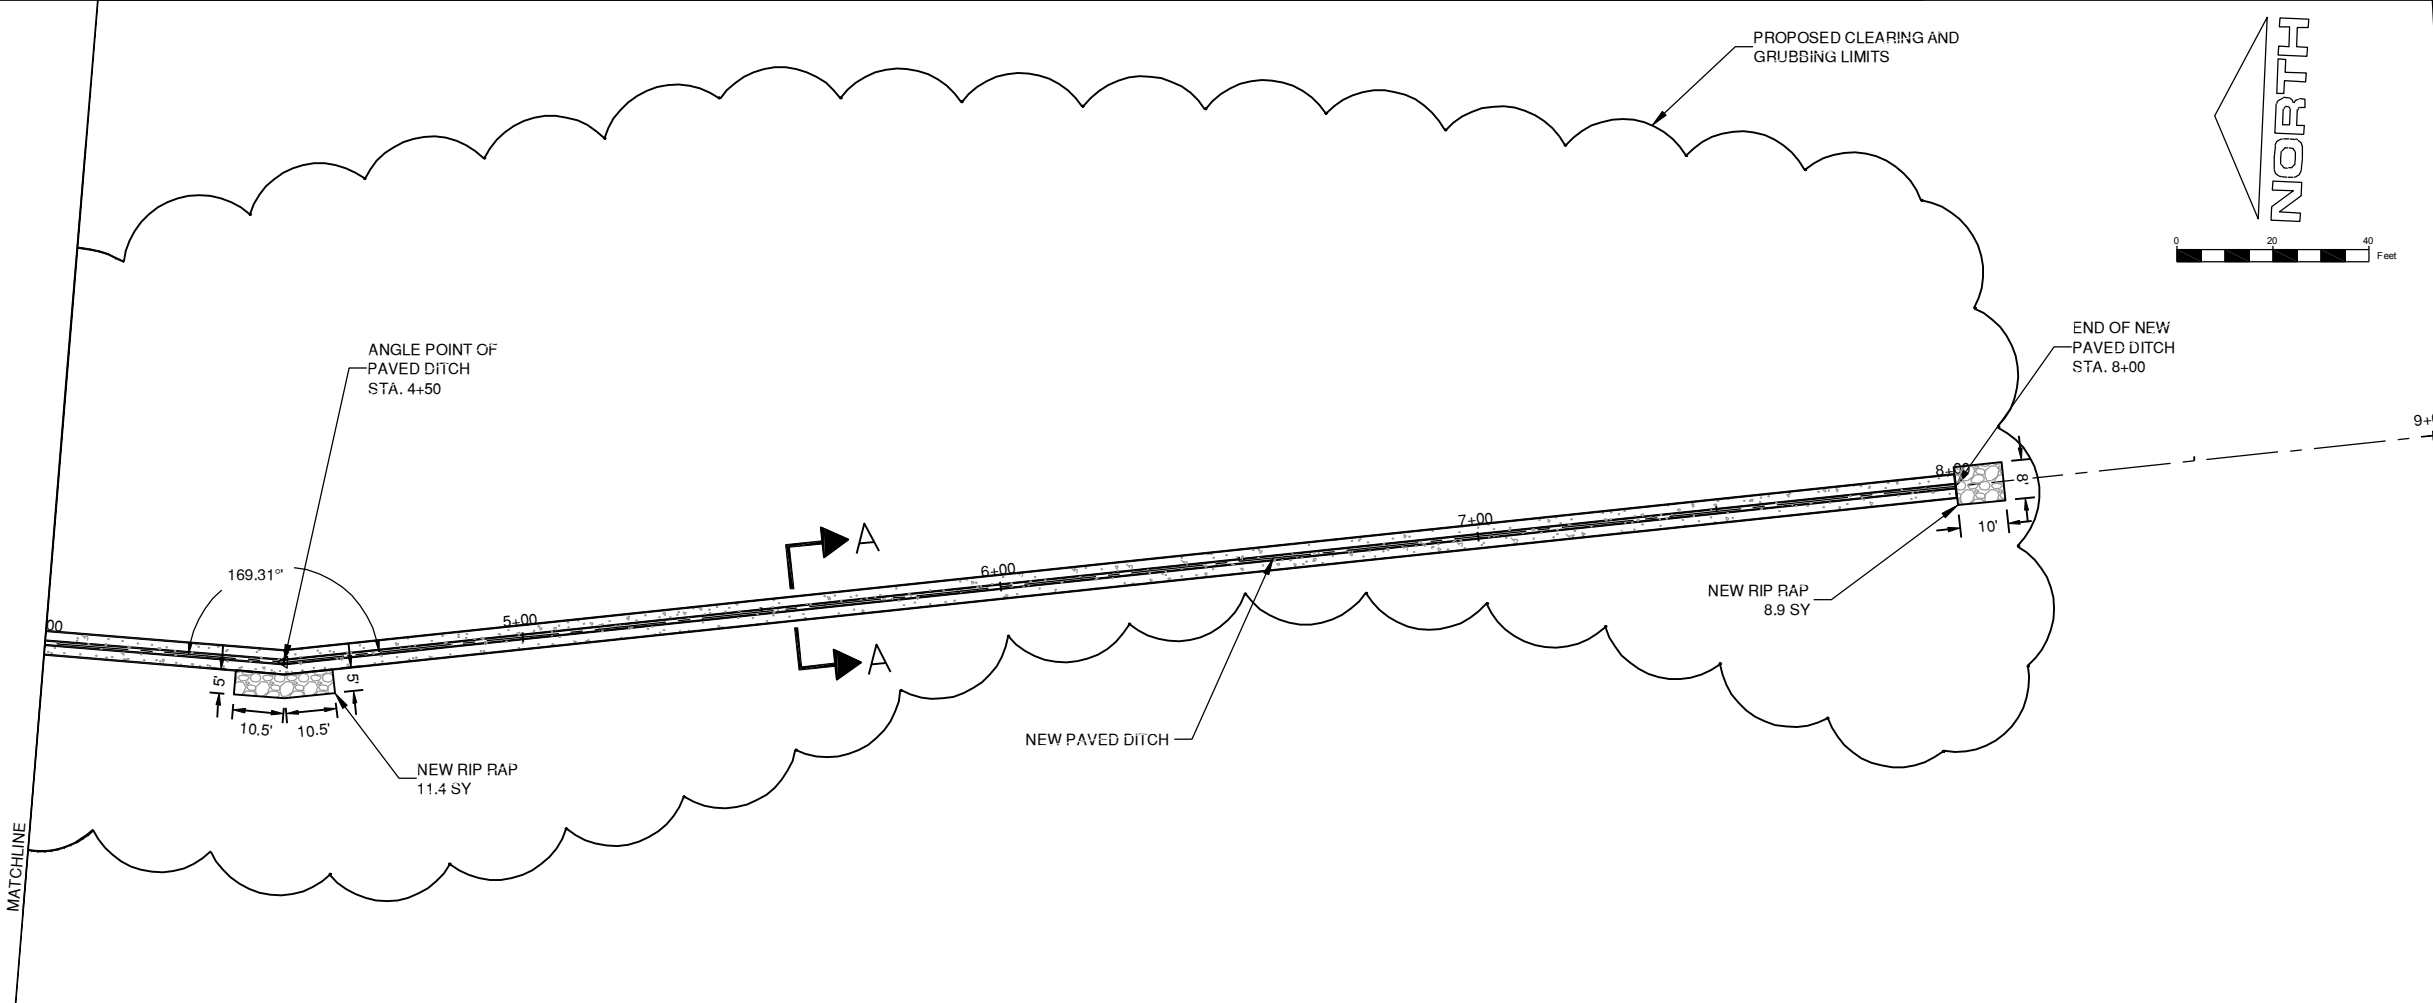 PROPOSED CLEARING AND
GRUBBING LIMITS
NORTH
0 20 40
Feet
END OF NEW
PAVED DITCH
STA. 8+00
ANGLE POINT OF
PAVED DITCH
STA. 4+50
169.31°'
00
5+00
6+00
7+00
8+00
A
A
8'
10'
NEW RIP RAP
8.9 SY
5'
5'
10.5'
10.5'
NEW RIP RAP
11.4 SY
NEW PAVED DITCH
MATCHLINE